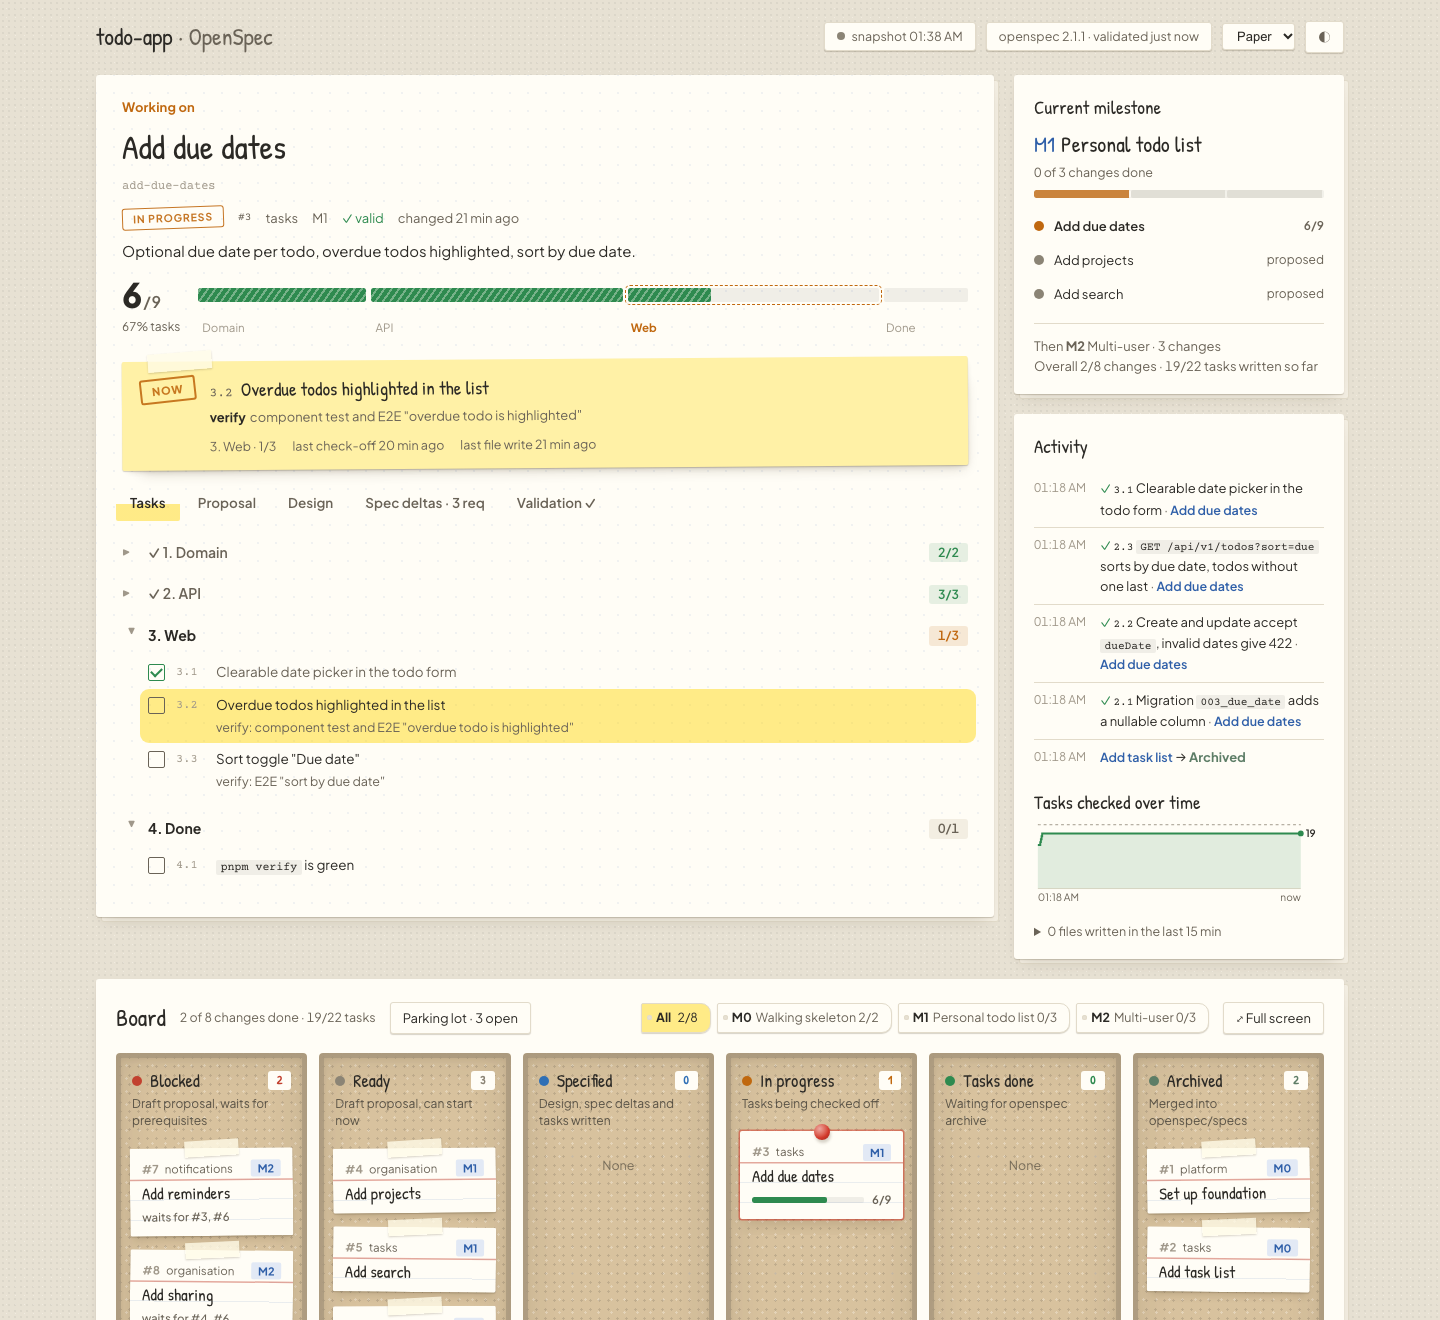 todo-app · OpenSpec
snapshot 01:38 AM
openspec 2.1.1 · validated just now
Paper
Working on
Add due dates
add-due-dates
IN PROGRESS #3 tasks M1 ✓ valid changed 21 min ago
Optional due date per todo, overdue todos highlighted, sort by due date.
6/9
67% tasks
Domain
API
Web
Done
NOW
3.2 Overdue todos highlighted in the list
verify component test and E2E "overdue todo is highlighted"
3. Web · 1/3 last check-off 20 min ago last file write 21 min ago
Tasks
Proposal
Design
Spec deltas · 3 req
Validation ✓
✓ 1. Domain 2/2
✓ 2. API 3/3
3. Web 1/3
3.1 Clearable date picker in the todo form
3.2 Overdue todos highlighted in the list
verify: component test and E2E "overdue todo is highlighted"
3.3 Sort toggle "Due date"
verify: E2E "sort by due date"
4. Done 0/1
4.1 pnpm verify is green
Current milestone
M1 Personal todo list
0 of 3 changes done
Add due dates 6/9
Add projects proposed
Add search proposed
Then M2 Multi-user · 3 changes
Overall 2/8 changes · 19/22 tasks written so far
Activity
01:18 AM ✓ 3.1 Clearable date picker in the
todo form · Add due dates
01:18 AM ✓ 2.3 GET /api/v1/todos?sort=due
sorts by due date, todos without
one last · Add due dates
01:18 AM ✓ 2.2 Create and update accept
dueDate, invalid dates give 422 ·
Add due dates
01:18 AM ✓ 2.1 Migration 003_due_date adds
a nullable column · Add due dates
01:18 AM Add task list → Archived
Tasks checked over time
19
01:18 AM now
0 files written in the last 15 min
Board 2 of 8 changes done · 19/22 tasks
Parking lot · 3 open
All 2/8
M0 Walking skeleton 2/2
M1 Personal todo list 0/3
M2 Multi-user 0/3
Full screen
Blocked 2
Draft proposal, waits for
prerequisites
#7 notifications M2
Add reminders
waits for #3, #6
#8 organisation M2
Add sharing
waits for #4, #6
Ready 3
Draft proposal, can start
now
#4 organisation M1
Add projects
#5 tasks M1
Add search
Specified 0
Design, spec deltas and
tasks written
None
In progress 1
Tasks being checked off
#3 tasks M1
Add due dates
6/9
Tasks done 0
Waiting for openspec
archive
None
Archived 2
Merged into
openspec/specs
#1 platform M0
Set up foundation
#2 tasks M0
Add task list